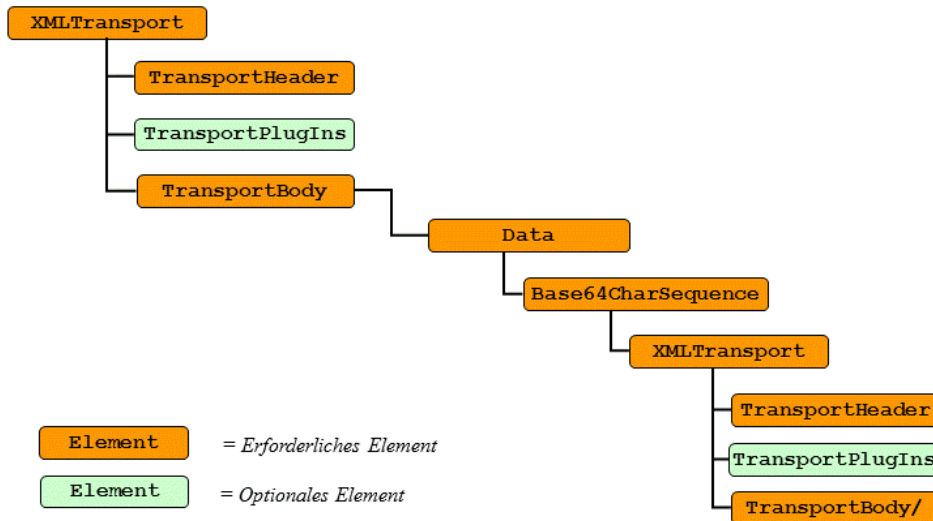 XMLTransport
TransportHeader
TransportPlugIns
TransportBody
Data
Base64CharSequence
XMLTransport
TransportHeader
TransportPlugIns
TransportBody/
Element = Erforderliches Element
Element = Optionales Element